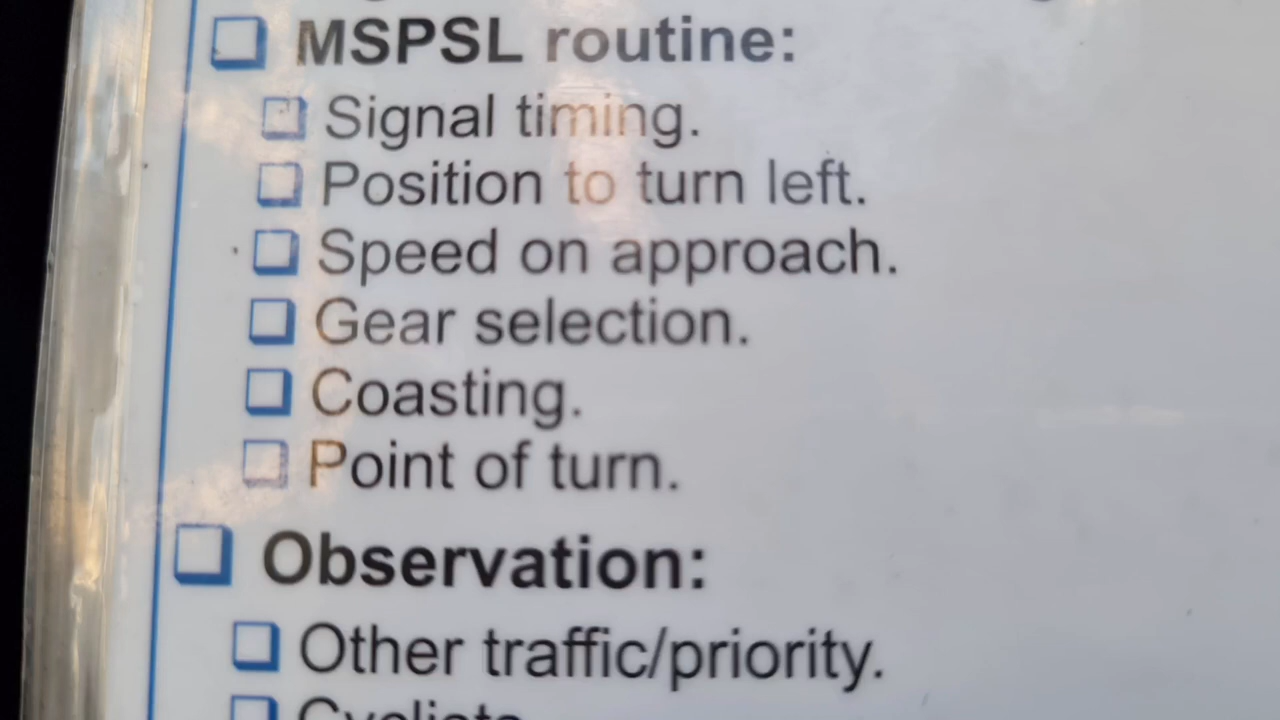 MSPSL routine:
Signal timing.
Position to turn left.
Speed on approach.
Gear selection.
Coasting.
Point of turn.
Observation:
Other traffic/priority.